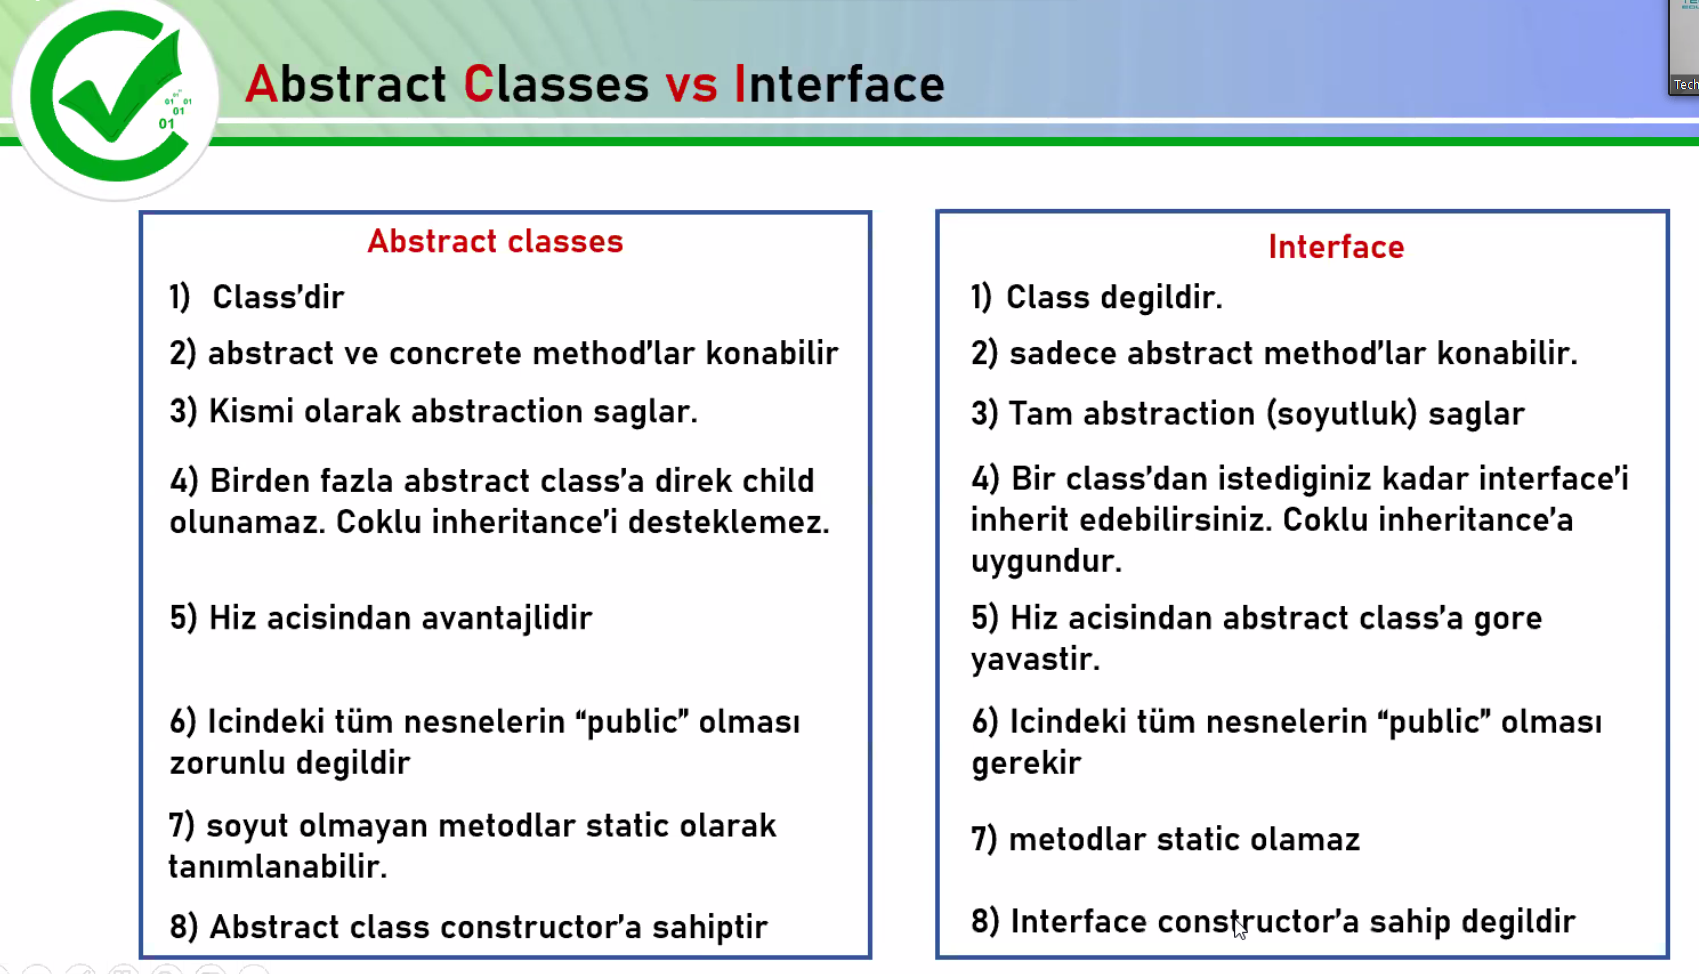 Abstract Classes vs Interface
01 01
01
01
Tech
Abstract classes
1) Class'dir
2) abstract ve concrete method'lar konabilir
3) Kismi olarak abstraction saglar.
4) Birden fazla abstract class'a direk child
olunamaz. Coklu inheritance'i desteklemez.
5) Hiz acisindan avantajlidir
6) Icindeki tüm nesnelerin “public” olması
zorunlu degildir
7) soyut olmayan metodlar static olarak
tanımlanabilir.
8) Abstract class constructor'a sahiptir
Interface
1) Class degildir.
2) sadece abstract method'lar konabilir.
3) Tam abstraction (soyutluk) saglar
4) Bir class'dan istediginiz kadar interface'i
inherit edebilirsiniz. Coklu inheritance'a
uygundur.
5) Hiz acisindan abstract class'a gore
yavastir.
6) Icindeki tüm nesnelerin “public” olması
gerekir
7) metodlar static olamaz
8) Interface constructor'a sahip degildir